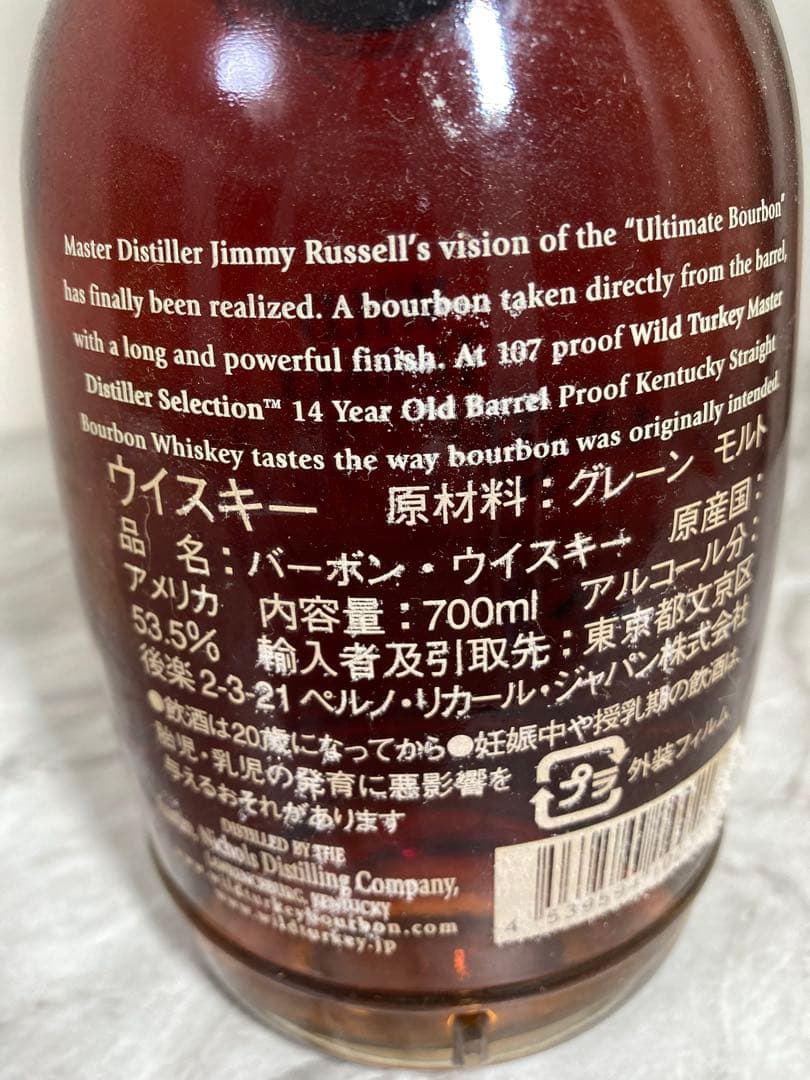 Master Distiller Jimmy Russell's vision of the "Ultimate Bourbon"
has finally been realized. A bourbon taken directly from the barrel,
with a long and powerful finish. At 107 proof Wild Turkey Master
Distiller Selection™ 14 Year Old Barrel Proof Kentucky Straight
Bourbon Whiskey tastes the way bourbon was originally intended.
ウイスキー 原材料：グレーン モルト
品 名：バーボン・ウイスキー 原産国：
アメリカ 内容量：700ml アルコール分：
53.5% 輸入者及引取先：東京都文京区
後楽2-3-21 ペルノ・リカール・ジャパン株式会社
●飲酒は20歳になってから●妊娠中や授乳期の飲酒は、
胎児・乳児の発育に悪影響を
与えるおそれがあります
プラ 外装フィルム
DISTILLED BY THE
Nichols Distilling Company,
LAWRENCEBURG, KENTUCKY
www.wildturkeybourbon.com
www.wildturkey.jp
4 53959